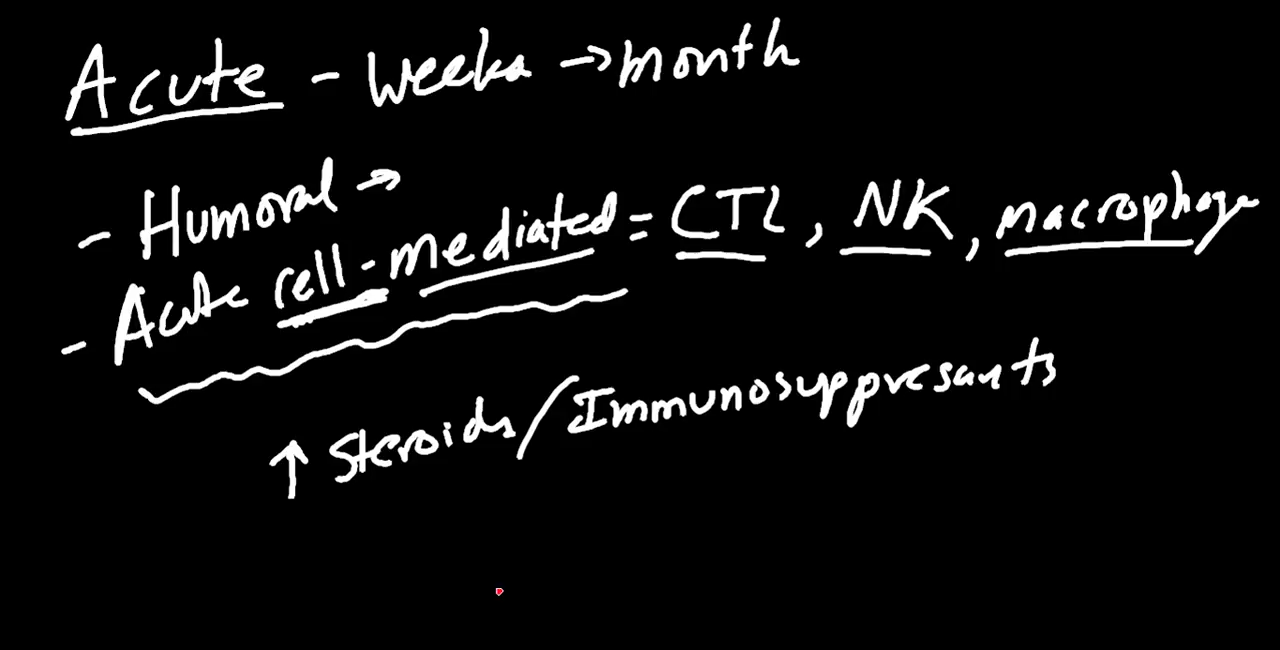 Acute - weeks → month
- Humoral →
- Acute cell-mediated = CTL, NK, macrophage
↑ Steroids/Immunosuppresants